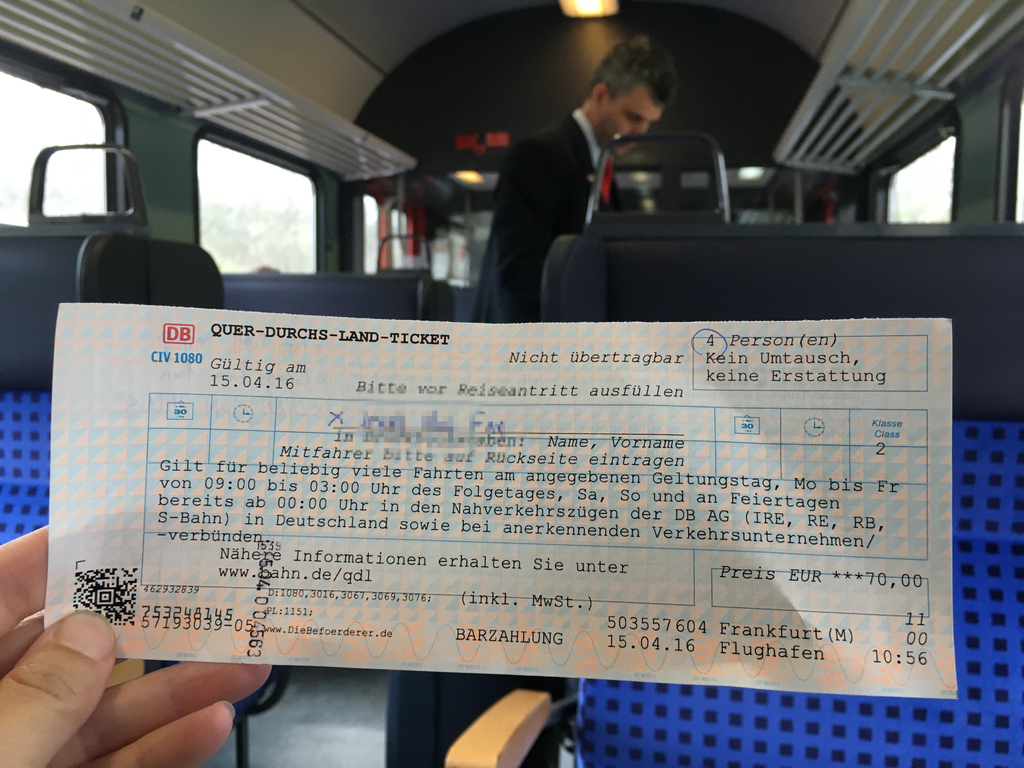 DB QUER-DURCHS-LAND-TICKET
CIV 1080
Gültig am
15.04.16
Nicht übertragbar
4 Person(en)
Kein Umtausch,
keine Erstattung
Bitte vor Reiseantritt ausfüllen
30
30
Klasse
Class
2
X
Name, Vorname
Mitfahrer bitte auf Rückseite eintragen
Gilt für beliebig viele Fahrten am angegebenen Geltungstag, Mo bis Fr
von 09:00 bis 03:00 Uhr des Folgetages, Sa, So und an Feiertagen
bereits ab 00:00 Uhr in den Nahverkehrszügen der DB AG (IRE, RE, RB,
S-Bahn) in Deutschland sowie bei anerkennenden Verkehrsunternehmen/
-verbünden.
Nähere Informationen erhalten Sie unter
www.bahn.de/qdl
Preis EUR ***70,00
462932839
D:1080,3016,3067,3069,3076;
(inkl. MwSt.)
PL:1151;
753248145
57193039-05
www.DieBefoerderer.de
BARZAHLUNG
503557604
15.04.16
Frankfurt(M)
Flughafen
11
00
10:56